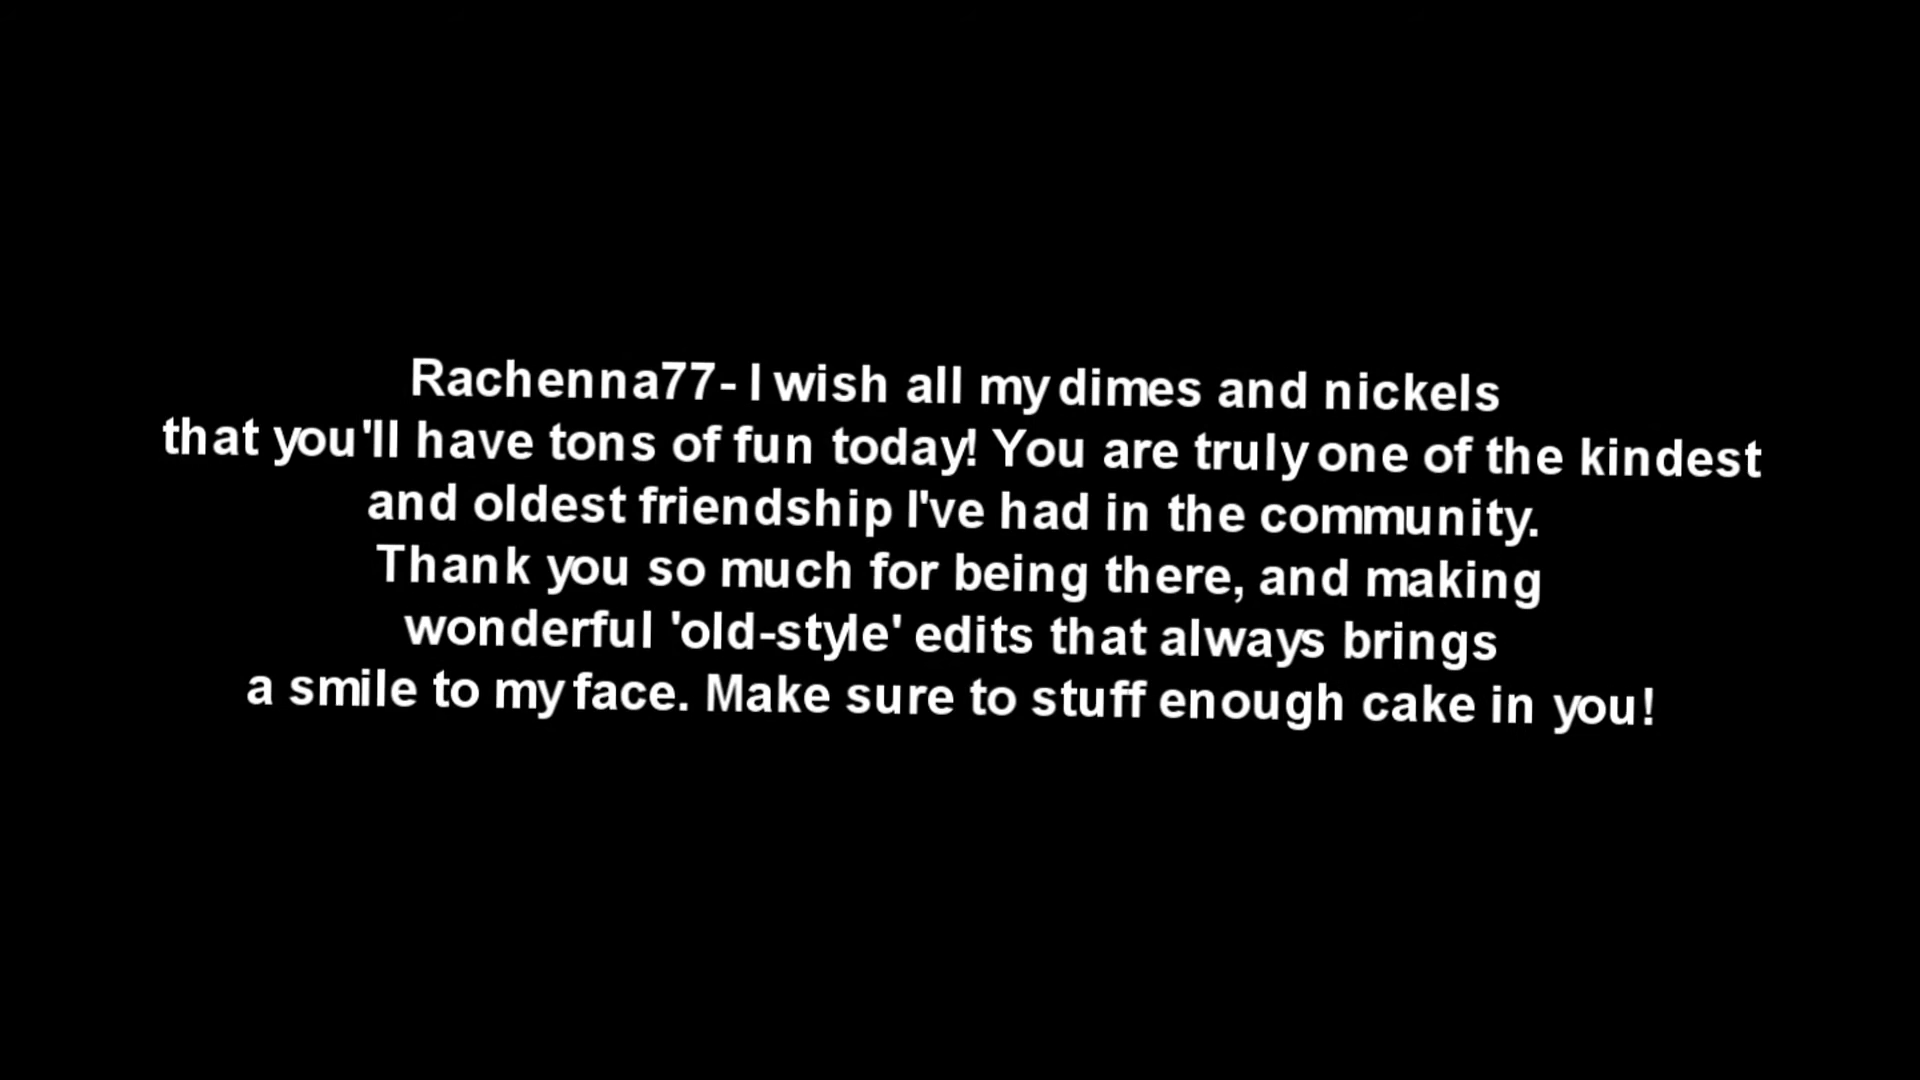 Rachenna77- I wish all my dimes and nickels
that you'll have tons of fun today! You are truly one of the kindest
and oldest friendship I've had in the community.
Thank you so much for being there, and making
wonderful 'old-style' edits that always brings
a smile to my face. Make sure to stuff enough cake in you!